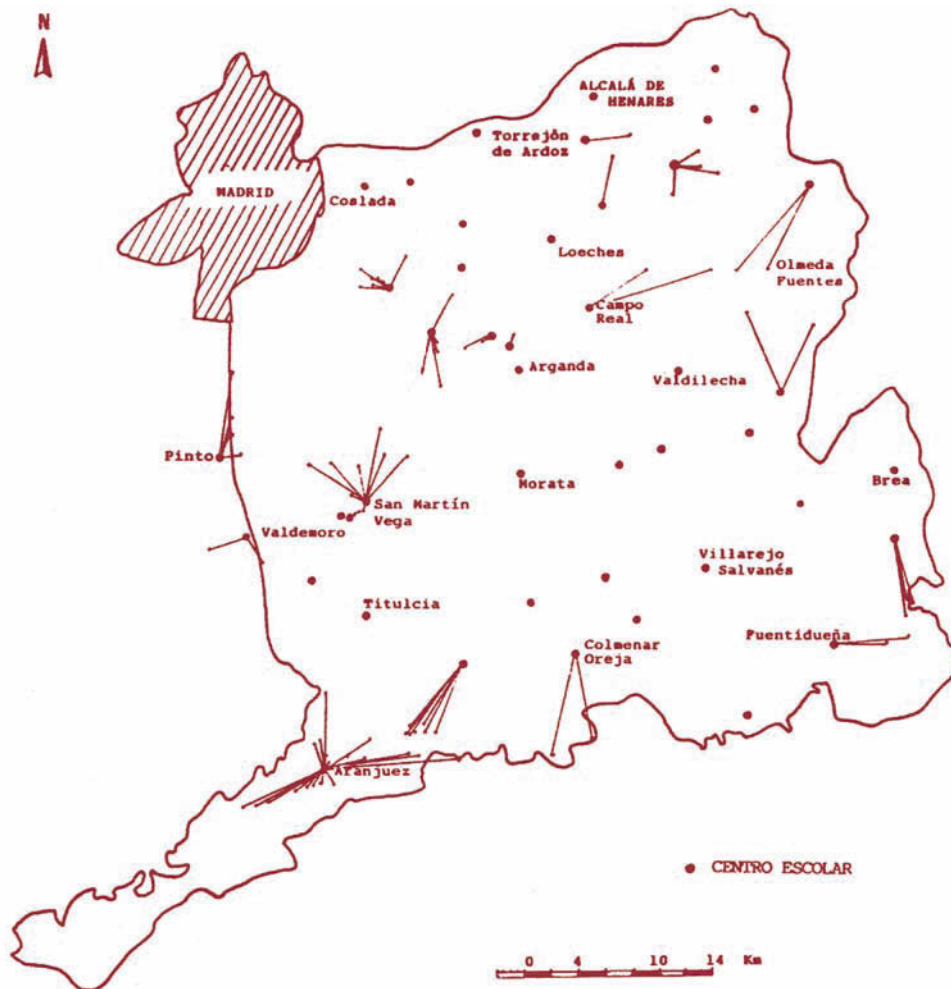 N
ALCALÁ DE
HENARES
Torrejón
de Ardoz
MADRID
Coslada
Loeches
Olmeda
Fuentes
Campo
Real
Arganda
Valdilecha
Pinto
Morata
Brea
San Martín
Vega
Valdemoro
Villarejo
Salvanés
Titulcia
Fuentidueña
Colmenar
Oreja
Aranjuez
CENTRO ESCOLAR
0 4 10 14 Km